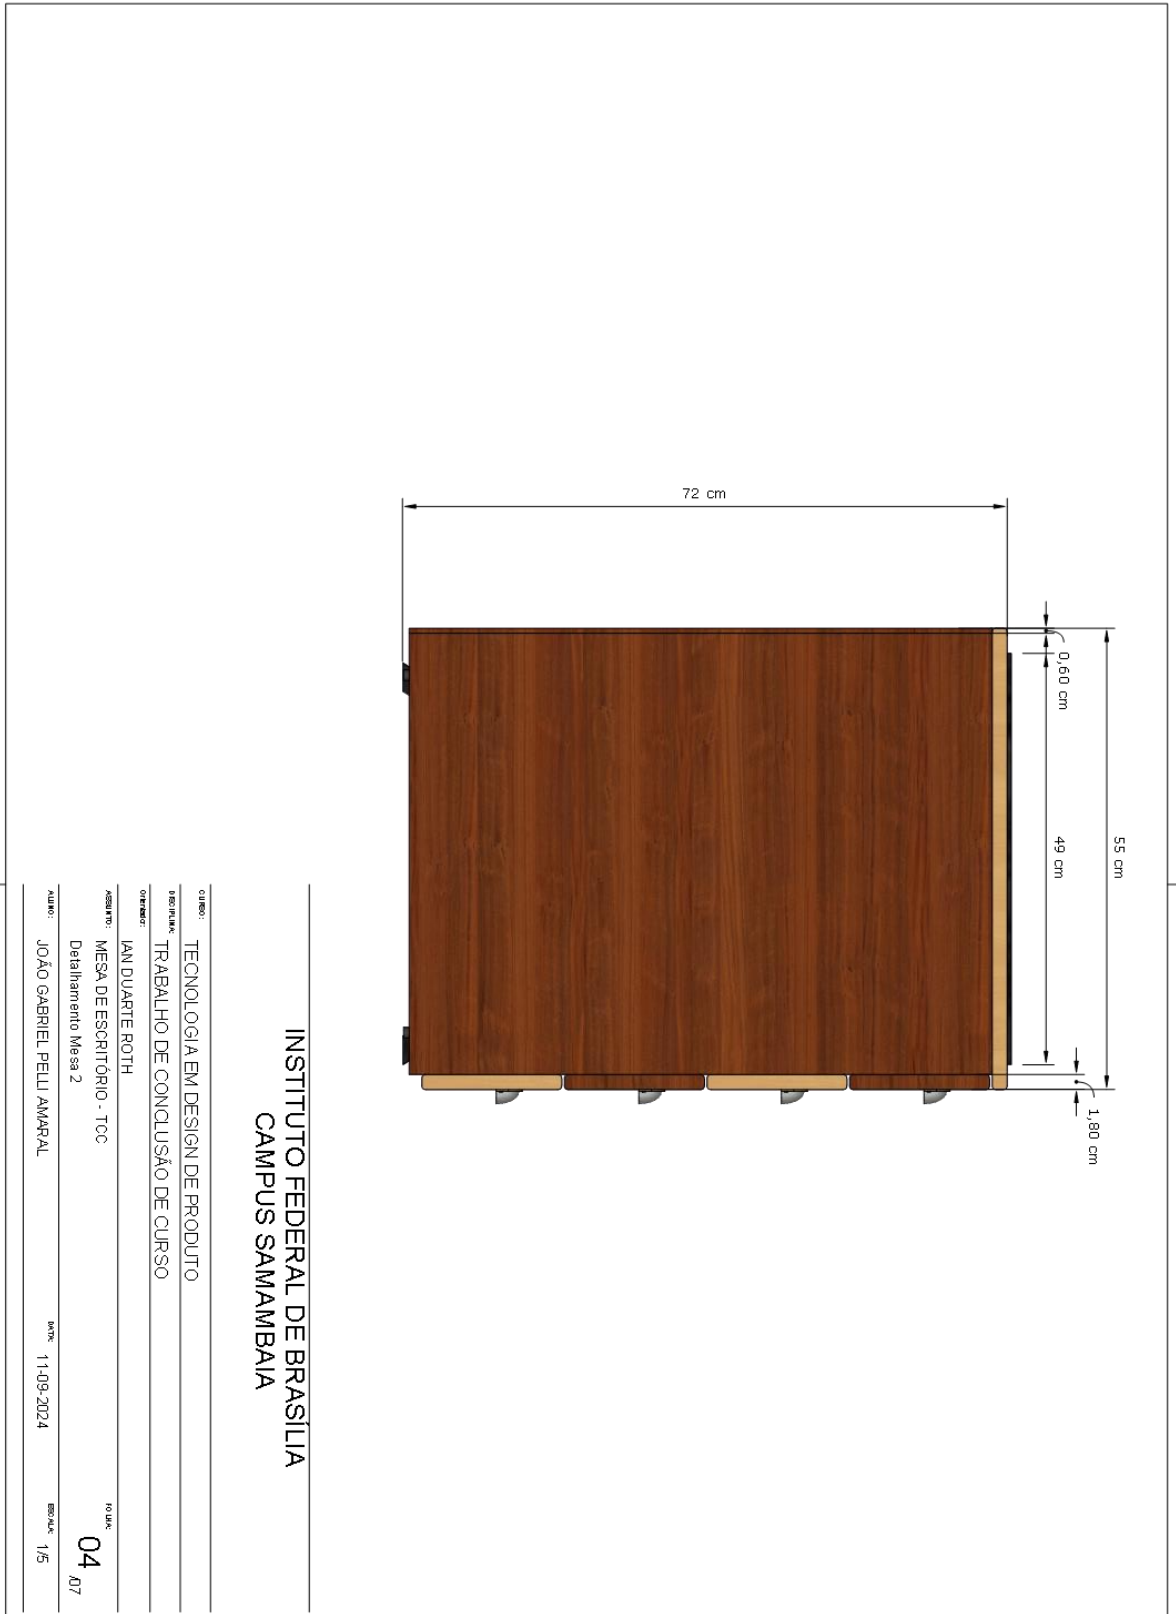 72 cm
55 cm
49 cm
0,60 cm
1,80 cm
INSTITUTO FEDERAL DE BRASÍLIA
CAMPUS SAMAMBAIA
CURSO: TECNOLOGIA EM DESIGN DE PRODUTO
DISCIPLINA: TRABALHO DE CONCLUSÃO DE CURSO
Orientador: IAN DUARTE ROTH
ASSUNTO: MESA DE ESCRITÓRIO - TCC
Detalhamento Mesa 2
FOLHA: 04 /07
ALUNO: JOÃO GABRIEL PELLI AMARAL
DATA: 11-09-2024
ESCALA: 1/5